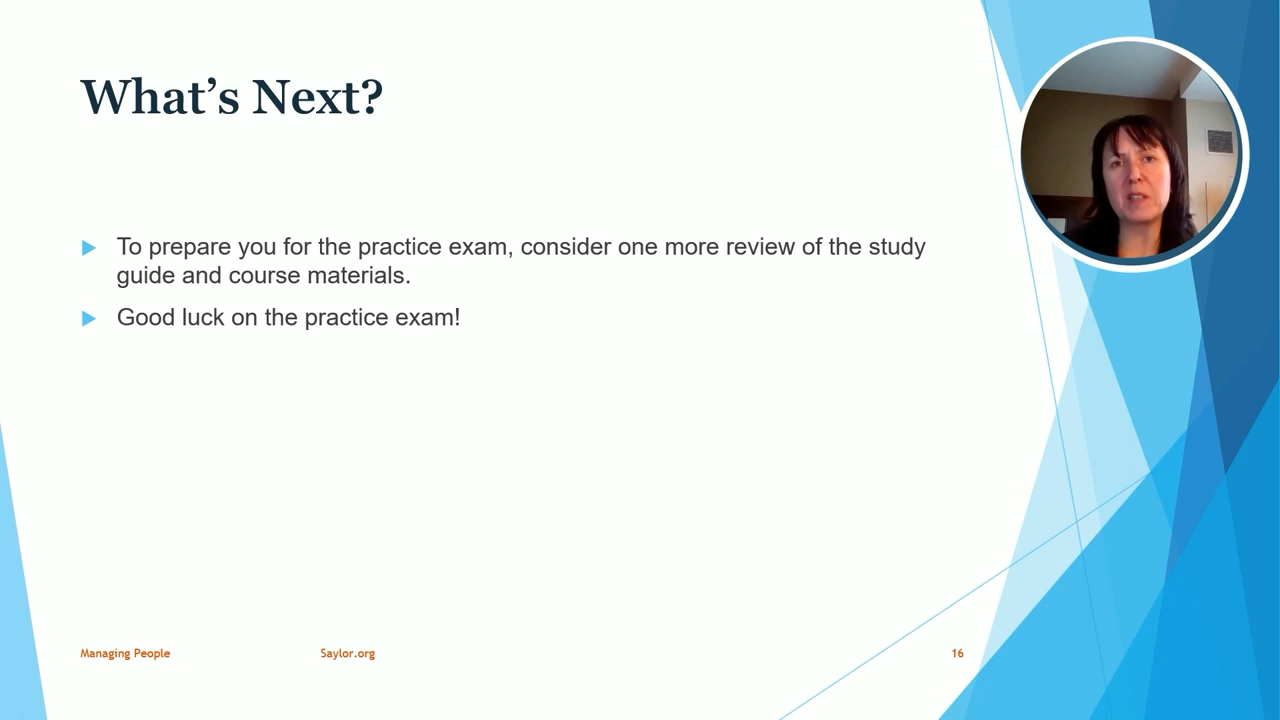 What’s Next?
To prepare you for the practice exam, consider one more review of the study
guide and course materials.
Good luck on the practice exam!
Managing People Saylor.org 16